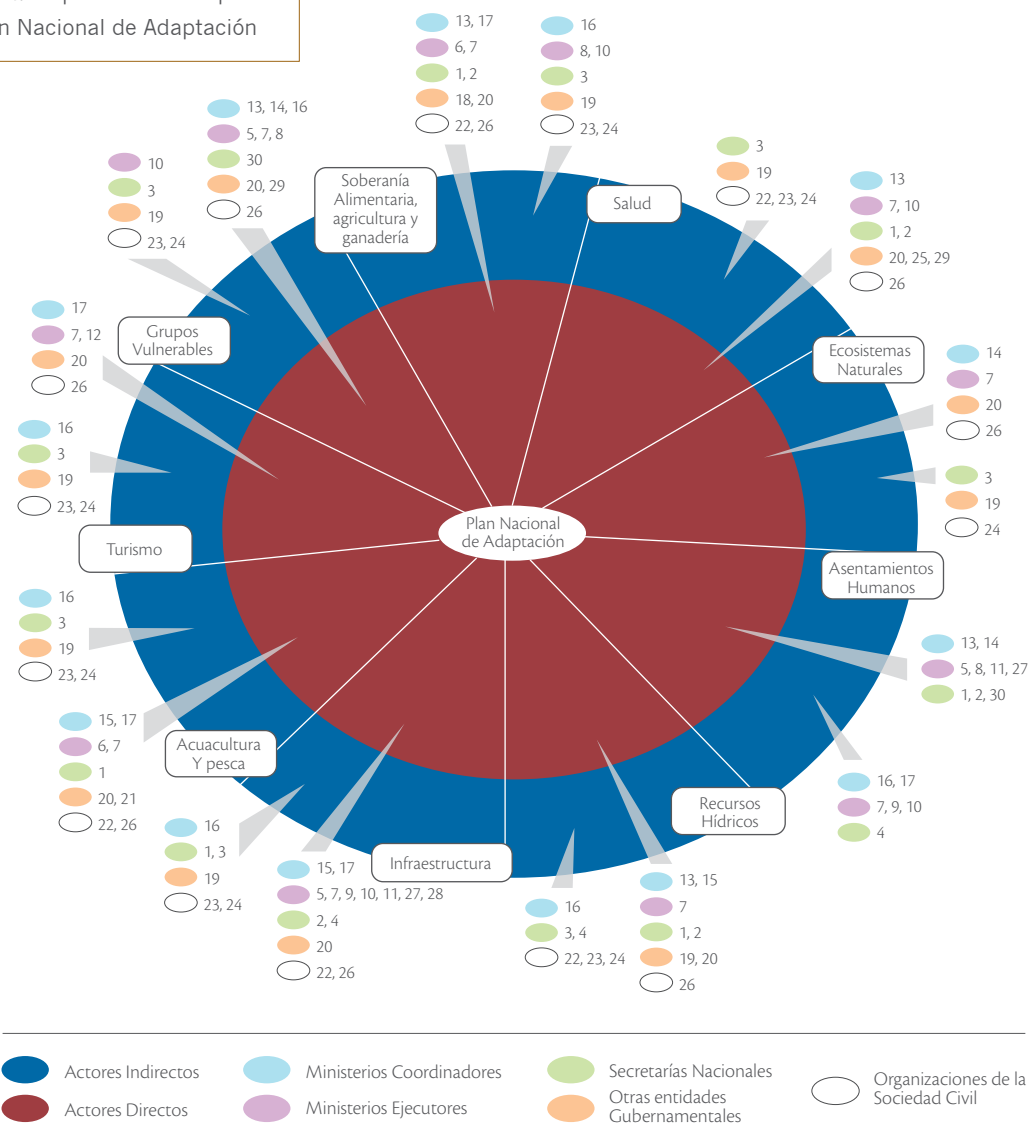 n Nacional de Adaptación
13, 17
6, 7
1, 2
18, 20
22, 26
16
8, 10
3
19
23, 24
13, 14, 16
5, 7, 8
30
20, 29
26
10
3
19
23, 24
3
19
22, 23, 24
13
7, 10
1, 2
20, 25, 29
26
Soberanía
Alimentaria,
agricultura y
ganadería
Salud
17
7, 12
20
26
Grupos
Vulnerables
Ecosistemas
Naturales
14
7
20
26
16
3
19
23, 24
3
19
24
Plan Nacional
de Adaptación
Turismo
Asentamientos
Humanos
16
3
19
23, 24
13, 14
5, 8, 11, 27
1, 2, 30
15, 17
6, 7
1
20, 21
22, 26
Acuacultura
Y pesca
16, 17
7, 9, 10
4
Recursos
Hídricos
16
1, 3
19
23, 24
Infraestructura
15, 17
5, 7, 9, 10, 11, 27, 28
2, 4
20
22, 26
16
3, 4
22, 23, 24
13, 15
7
1, 2
19, 20
26
Actores Indirectos
Actores Directos
Ministerios Coordinadores
Ministerios Ejecutores
Secretarías Nacionales
Otras entidades
Gubernamentales
Organizaciones de la
Sociedad Civil